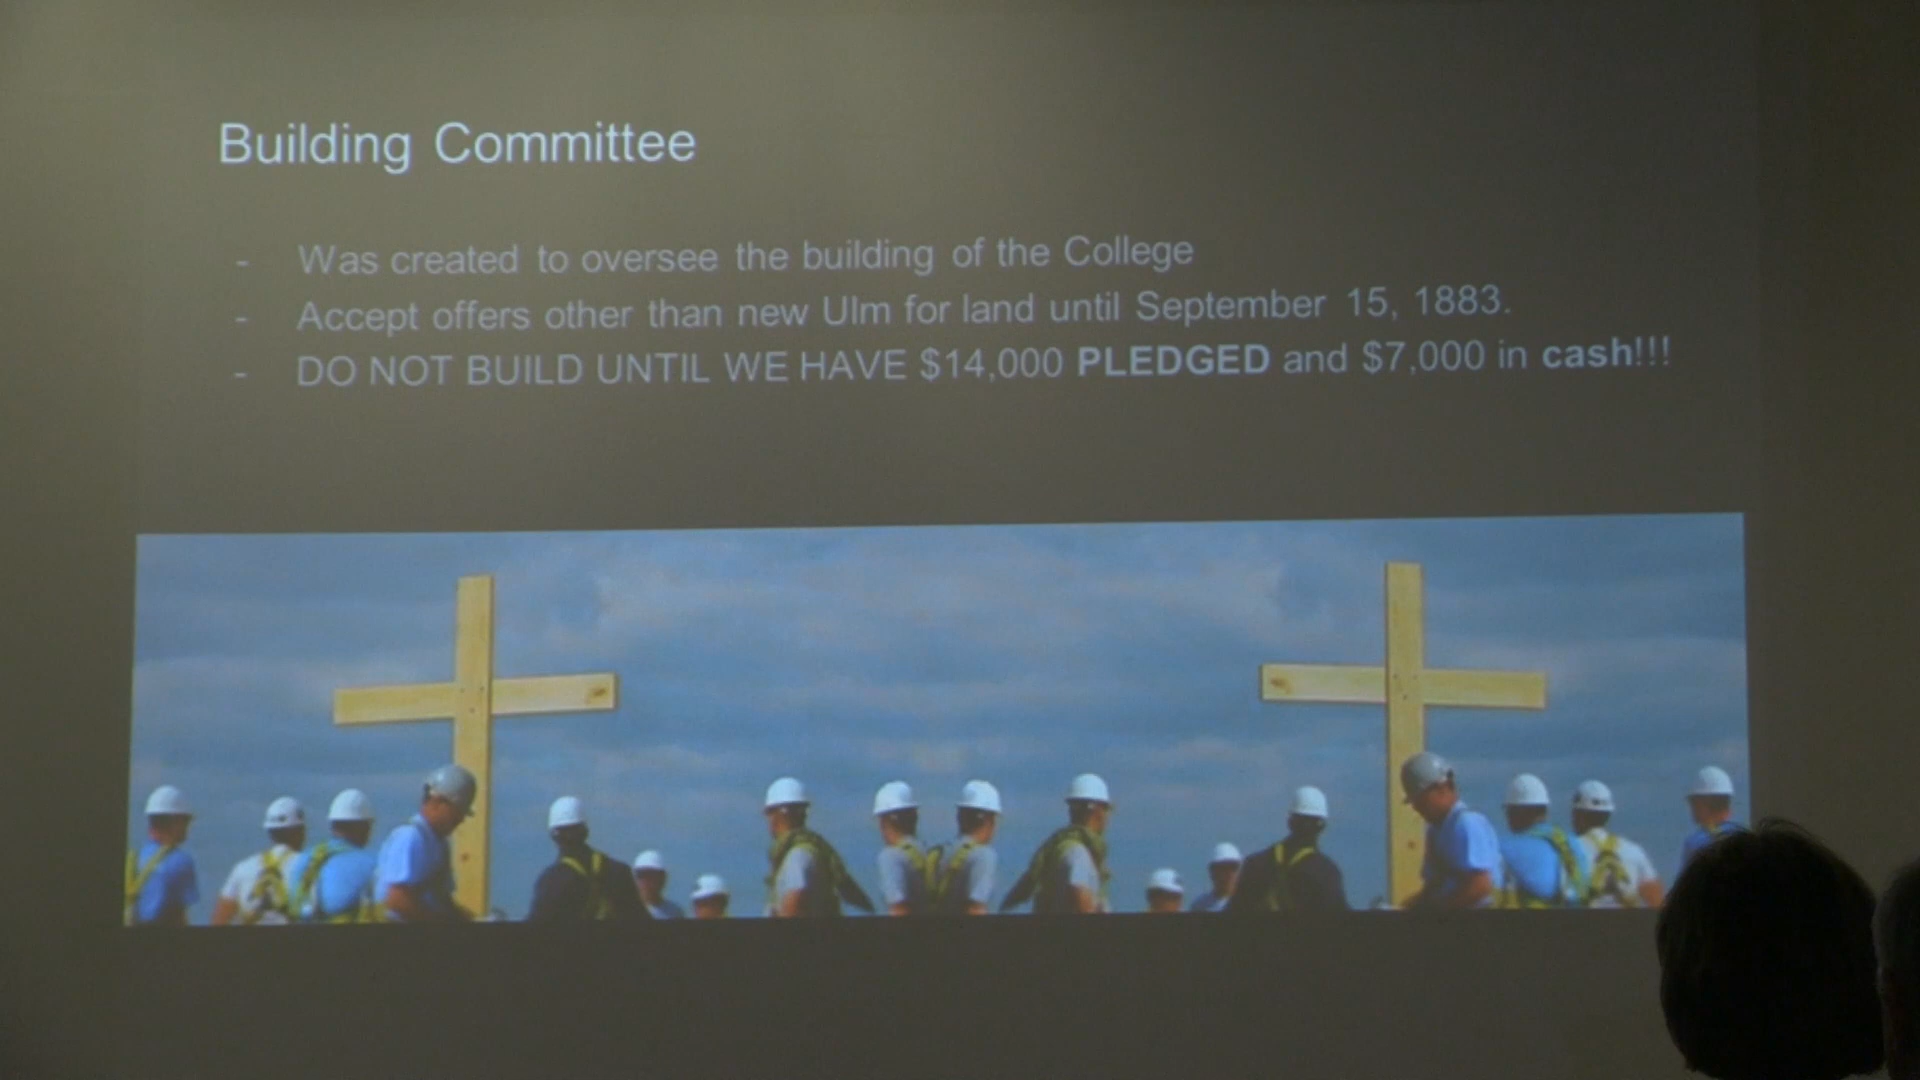 Building Committee
- Was created to oversee the building of the College
- Accept offers other than new Ulm for land until September 15, 1883.
- DO NOT BUILD UNTIL WE HAVE $14,000 PLEDGED and $7,000 in cash!!!